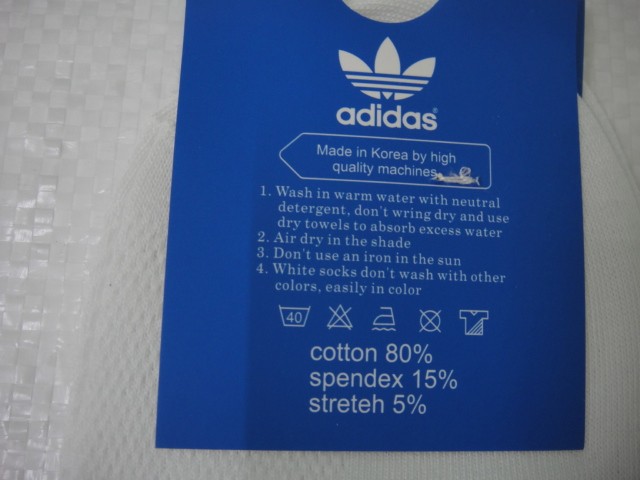 adidas®
Made in Korea by high
quality machines
1. Wash in warm water with neutral
detergent, don't wring dry and use
dry towels to absorb excess water
2. Air dry in the shade
3. Don't use an iron in the sun
4. White socks don't wash with other
colors, easily in color
40
cotton 80%
spendex 15%
streteh 5%